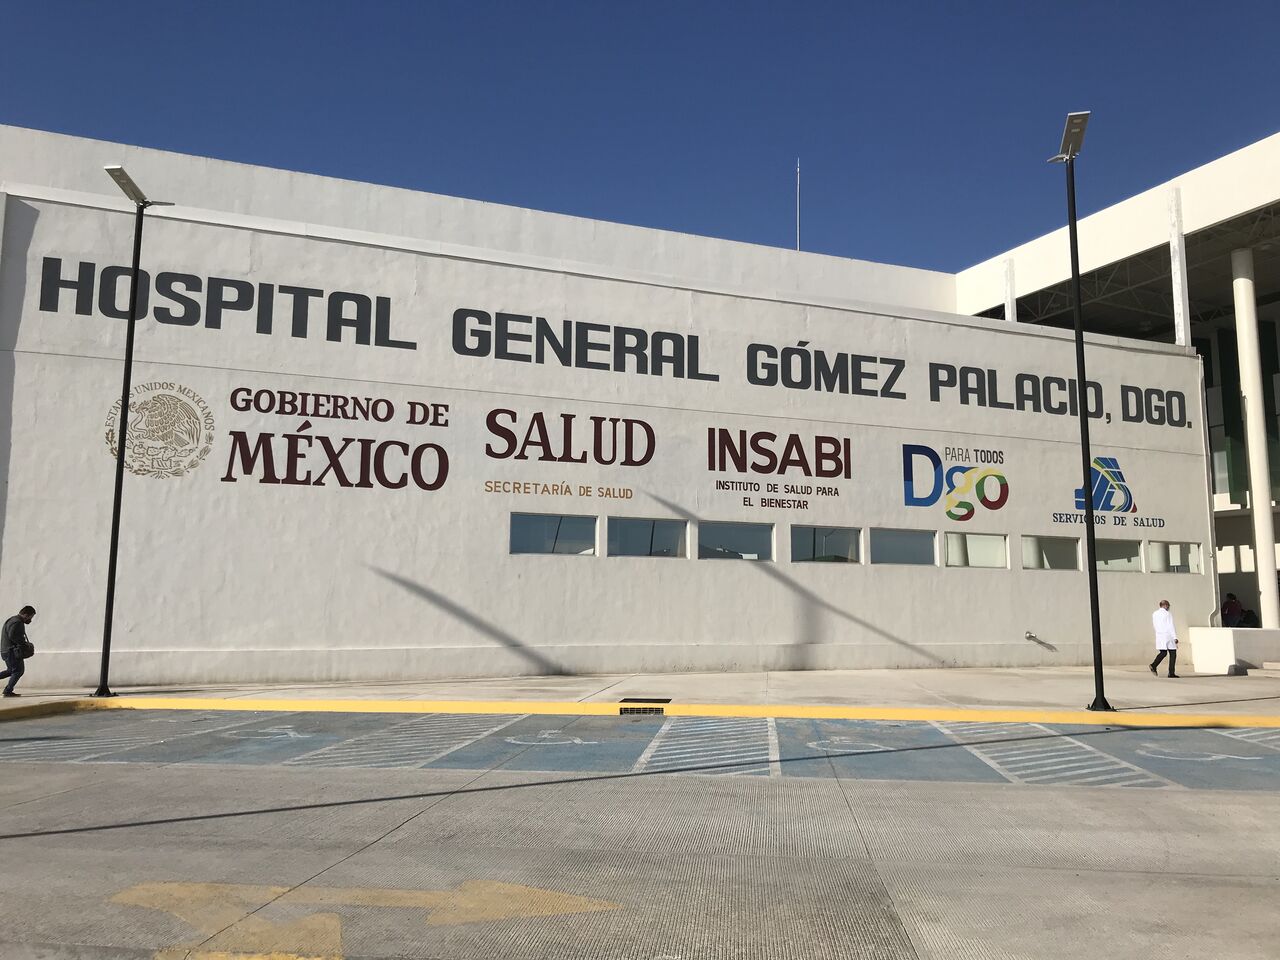 HOSPITAL GENERAL GÓMEZ PALACIO, DGO.
ESTADOS UNIDOS MEXICANOS
GOBIERNO DE
MÉXICO
SALUD
SECRETARÍA DE SALUD
INSABI
INSTITUTO DE SALUD PARA
EL BIENESTAR
PARA TODOS
Dgo
SERVICIOS DE SALUD